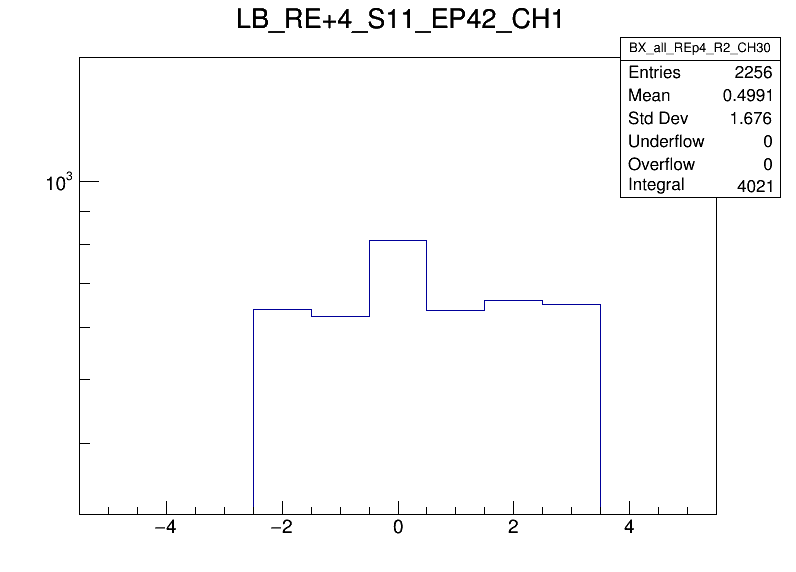 LB_RE+4_S11_EP42_CH1
BX_all_REp4_R2_CH30
Entries 2256
Mean 0.4991
Std Dev 1.676
Underflow 0
Overflow 0
Integral 4021
10³
−4 −2 0 2 4